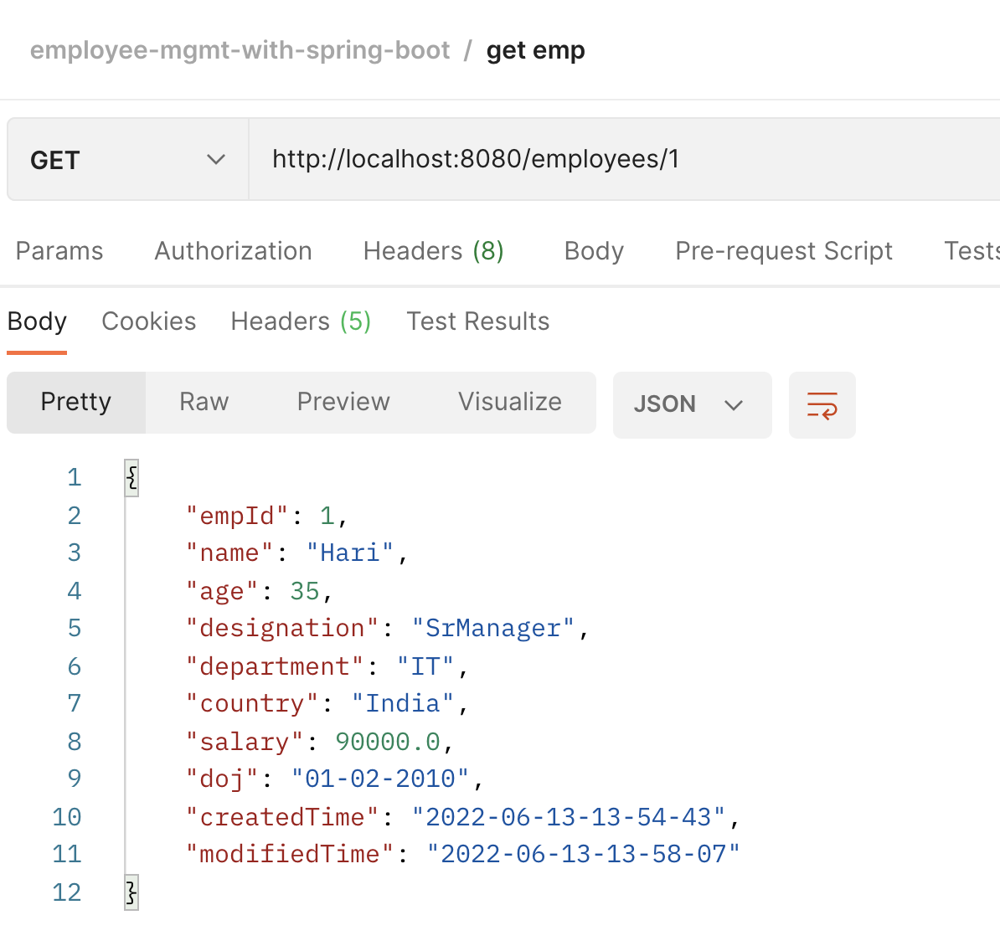 employee-mgmt-with-spring-boot / get emp
GET http://localhost:8080/employees/1
Params Authorization Headers (8) Body Pre-request Script Tests
Body Cookies Headers (5) Test Results
Pretty Raw Preview Visualize JSON
1 {
2 "empId": 1,
3 "name": "Hari",
4 "age": 35,
5 "designation": "SrManager",
6 "department": "IT",
7 "country": "India",
8 "salary": 90000.0,
9 "doj": "01-02-2010",
10 "createdTime": "2022-06-13-13-54-43",
11 "modifiedTime": "2022-06-13-13-58-07"
12 }